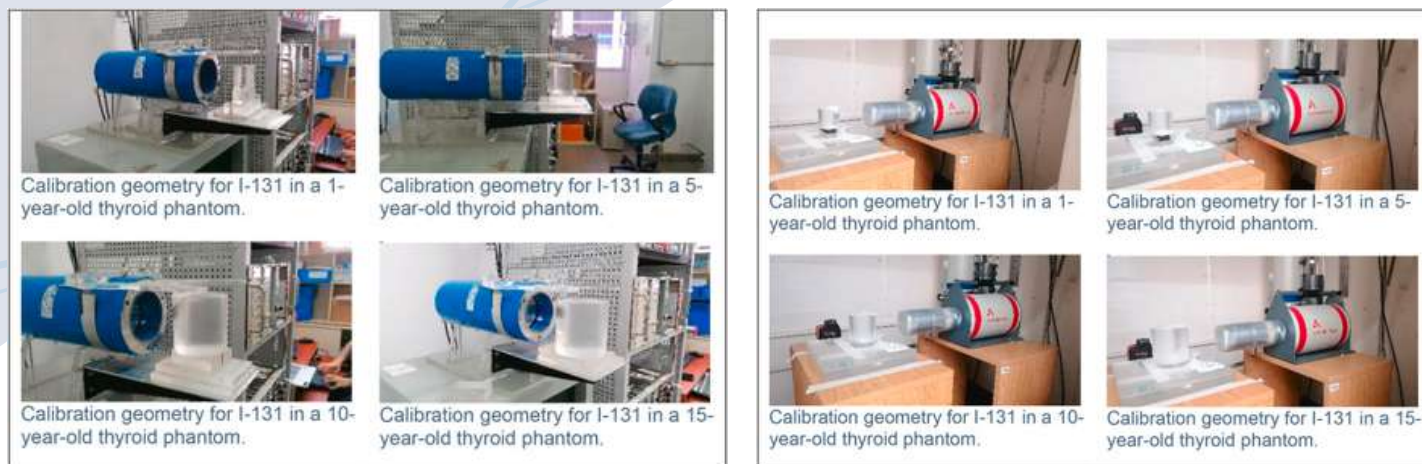 Calibration geometry for I-131 in a 1-
year-old thyroid phantom.
Calibration geometry for I-131 in a 5-
year-old thyroid phantom.
Calibration geometry for I-131 in a 10-
year-old thyroid phantom.
Calibration geometry for I-131 in a 15-
year-old thyroid phantom.
Calibration geometry for I-131 in a 1-
year-old thyroid phantom.
Calibration geometry for I-131 in a 5-
year-old thyroid phantom.
Calibration geometry for I-131 in a 10-
year-old thyroid phantom.
Calibration geometry for I-131 in a 15-
year-old thyroid phantom.